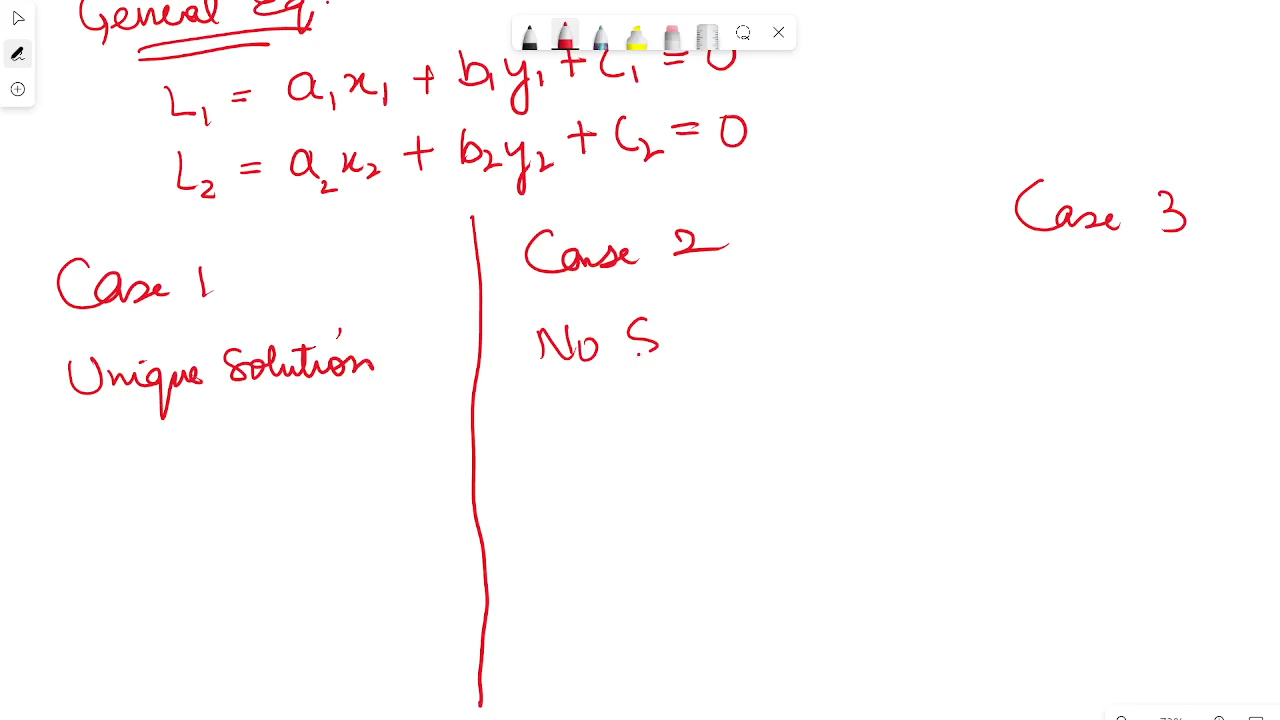 General Eq.
L₁ = a₁x₁ + b₁y₁ + C₁ = 0
L₂ = a₂x₂ + b₂y₂ + C₂ = 0
Case 1
Unique Solution
Case 2
No S
Case 3